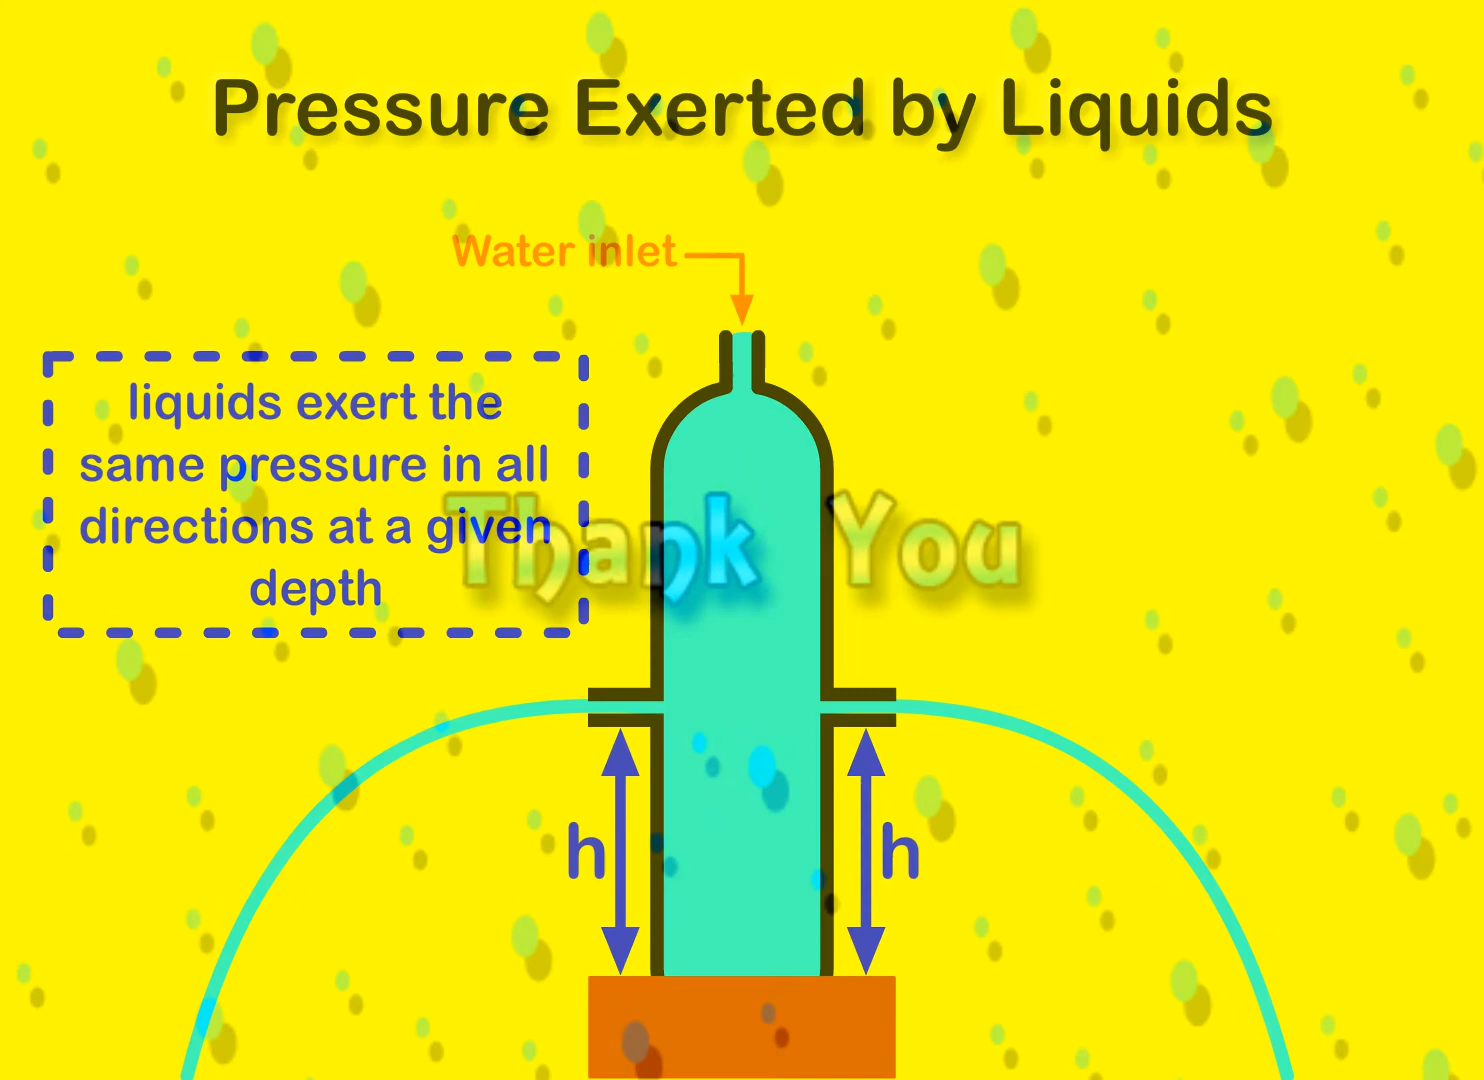 Pressure Exerted by Liquids
Water inlet
liquids exert the
same pressure in all
directions at a given
depth
Thank You
h
h